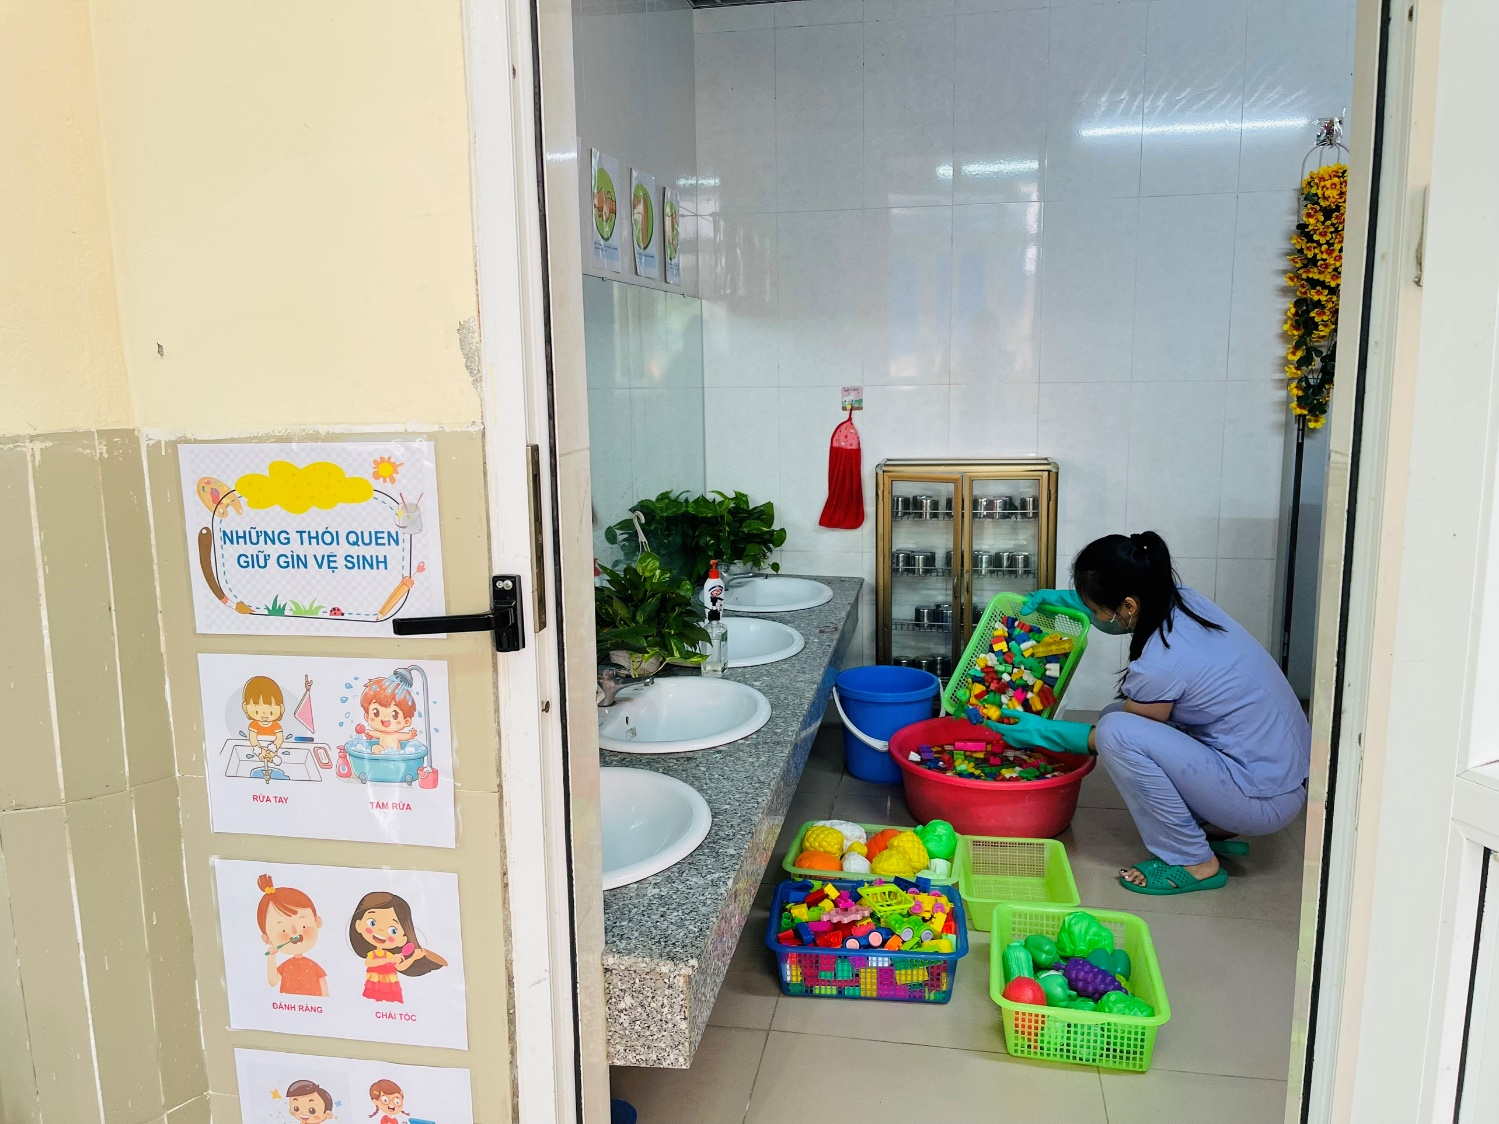 NHỮNG THÓI QUEN
GIỮ GÌN VỆ SINH
RỬA TAY
TẮM RỬA
ĐÁNH RĂNG
CHẢI TÓC